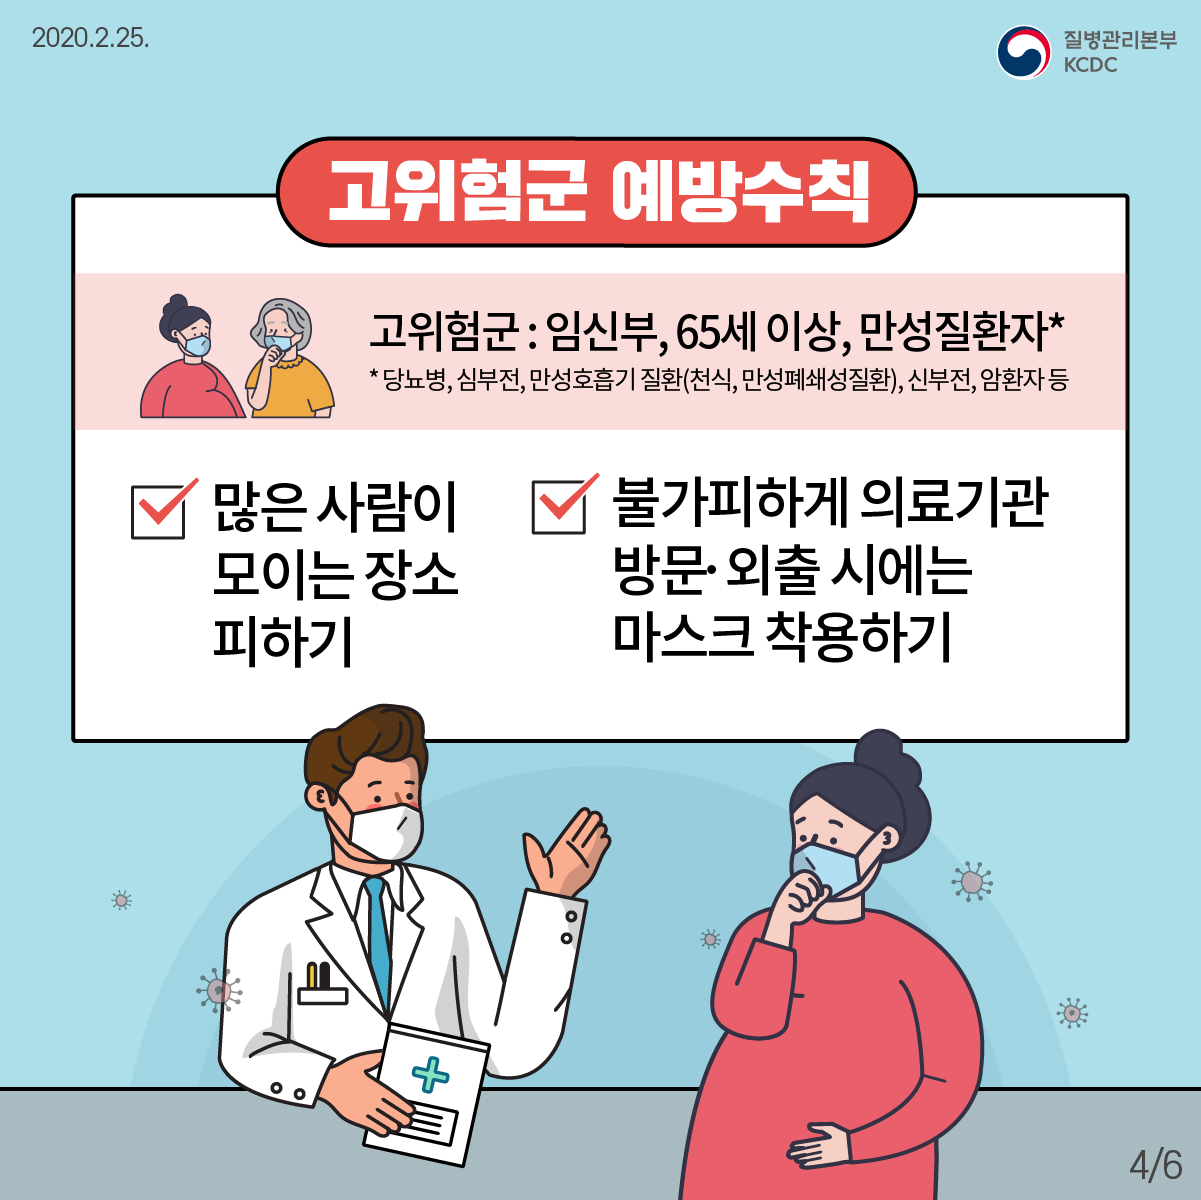 2020.2.25.
질병관리본부
KCDC
고위험군 예방수칙
고위험군 : 임신부, 65세 이상, 만성질환자*
* 당뇨병, 심부전, 만성호흡기 질환(천식, 만성폐쇄성질환), 신부전, 암환자 등
많은 사람이
모이는 장소
피하기
불가피하게 의료기관
방문· 외출 시에는
마스크 착용하기
4/6